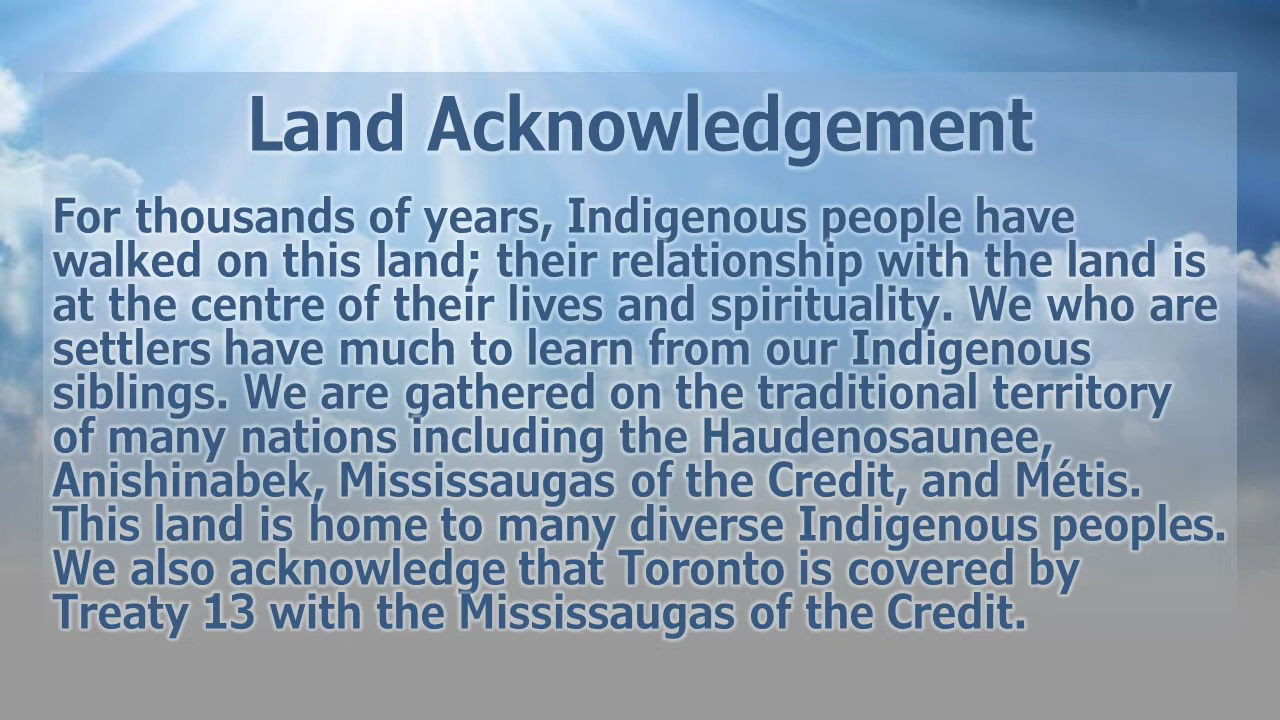 Land Acknowledgement
For thousands of years, Indigenous people have
walked on this land; their relationship with the land is
at the centre of their lives and spirituality. We who are
settlers have much to learn from our Indigenous
siblings. We are gathered on the traditional territory
of many nations including the Haudenosaunee,
Anishinabek, Mississaugas of the Credit, and Métis.
This land is home to many diverse Indigenous peoples.
We also acknowledge that Toronto is covered by
Treaty 13 with the Mississaugas of the Credit.